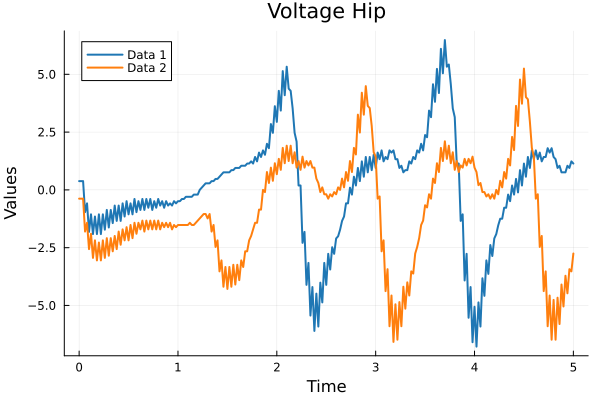 Voltage Hip
Data 1
Data 2
Values
5.0
2.5
0.0
−2.5
−5.0
0 1 2 3 4 5
Time